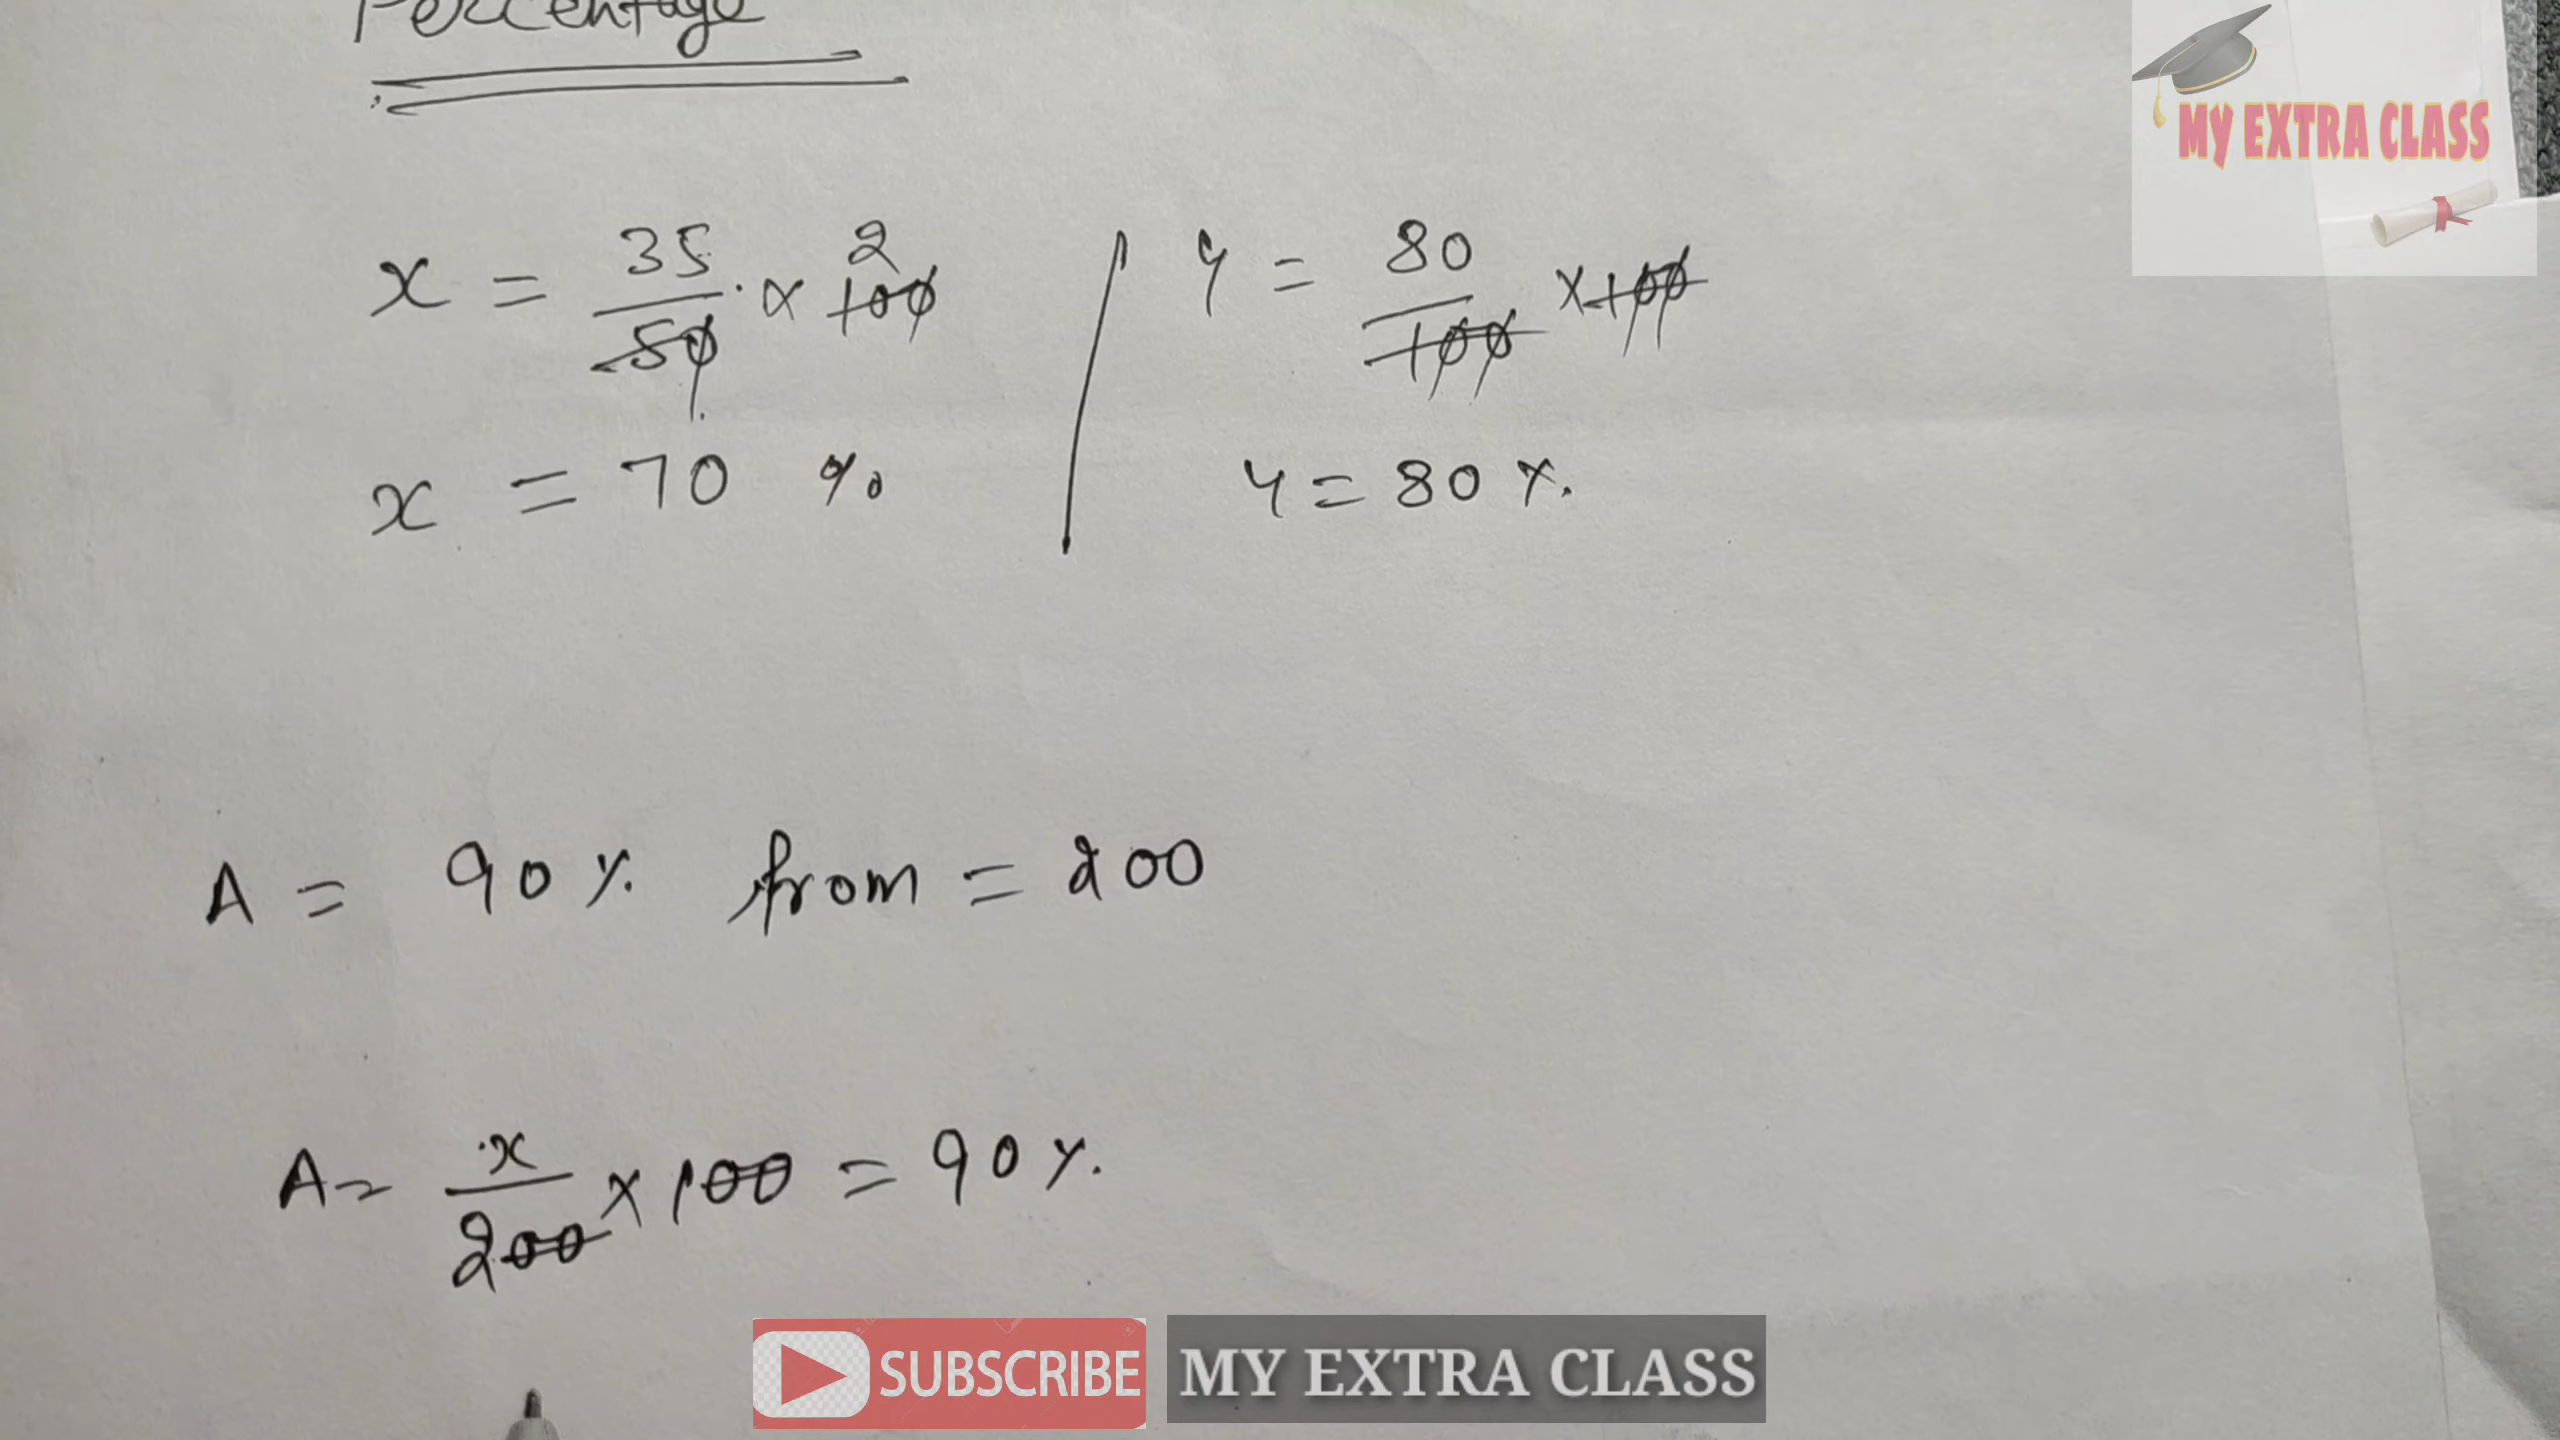 Percentage
MY EXTRA CLASS
x = 35/50 × 100 2
x = 70 %
y = 80/100 × 100
y = 80 %
A = 90 % from = 200
A = x/200 × 100 = 90 %
SUBSCRIBE MY EXTRA CLASS